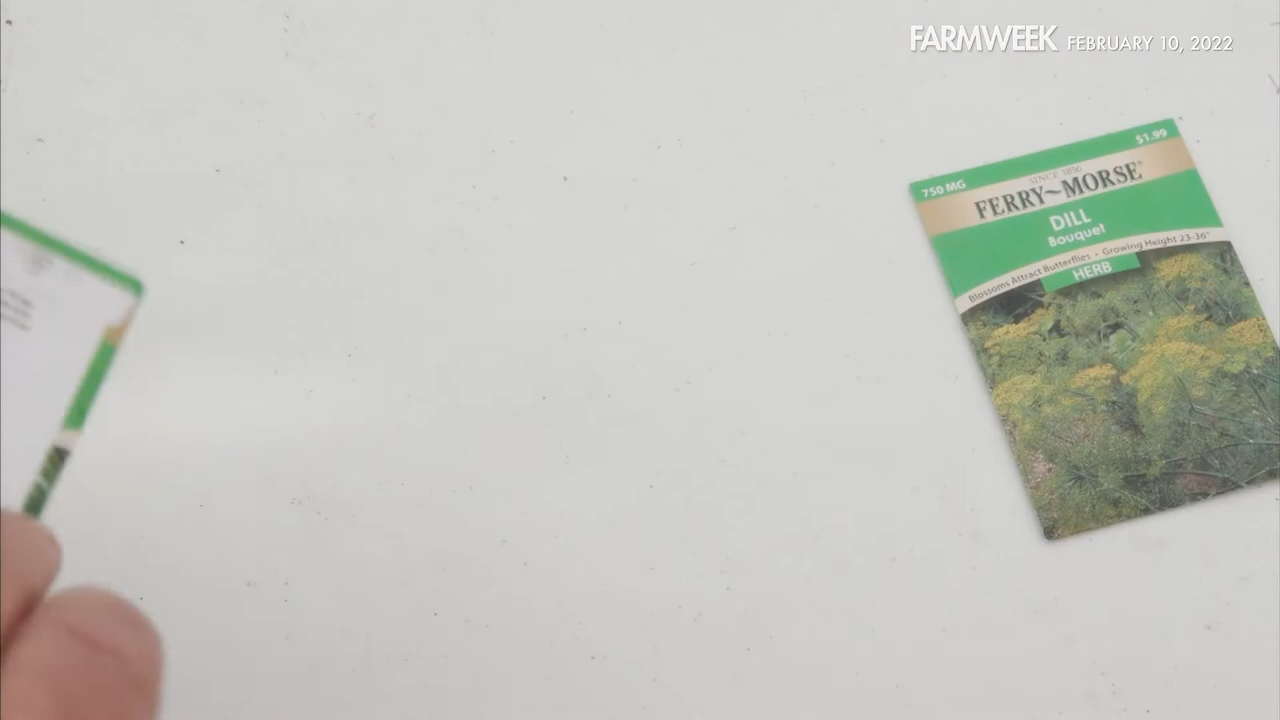 FARMWEEK FEBRUARY 10, 2022
$1.99
750 MG
SINCE 1856
FERRY~MORSE®
DILL
Bouquet
Blossoms Attract Butterflies • Growing Height 23-36"
HERB